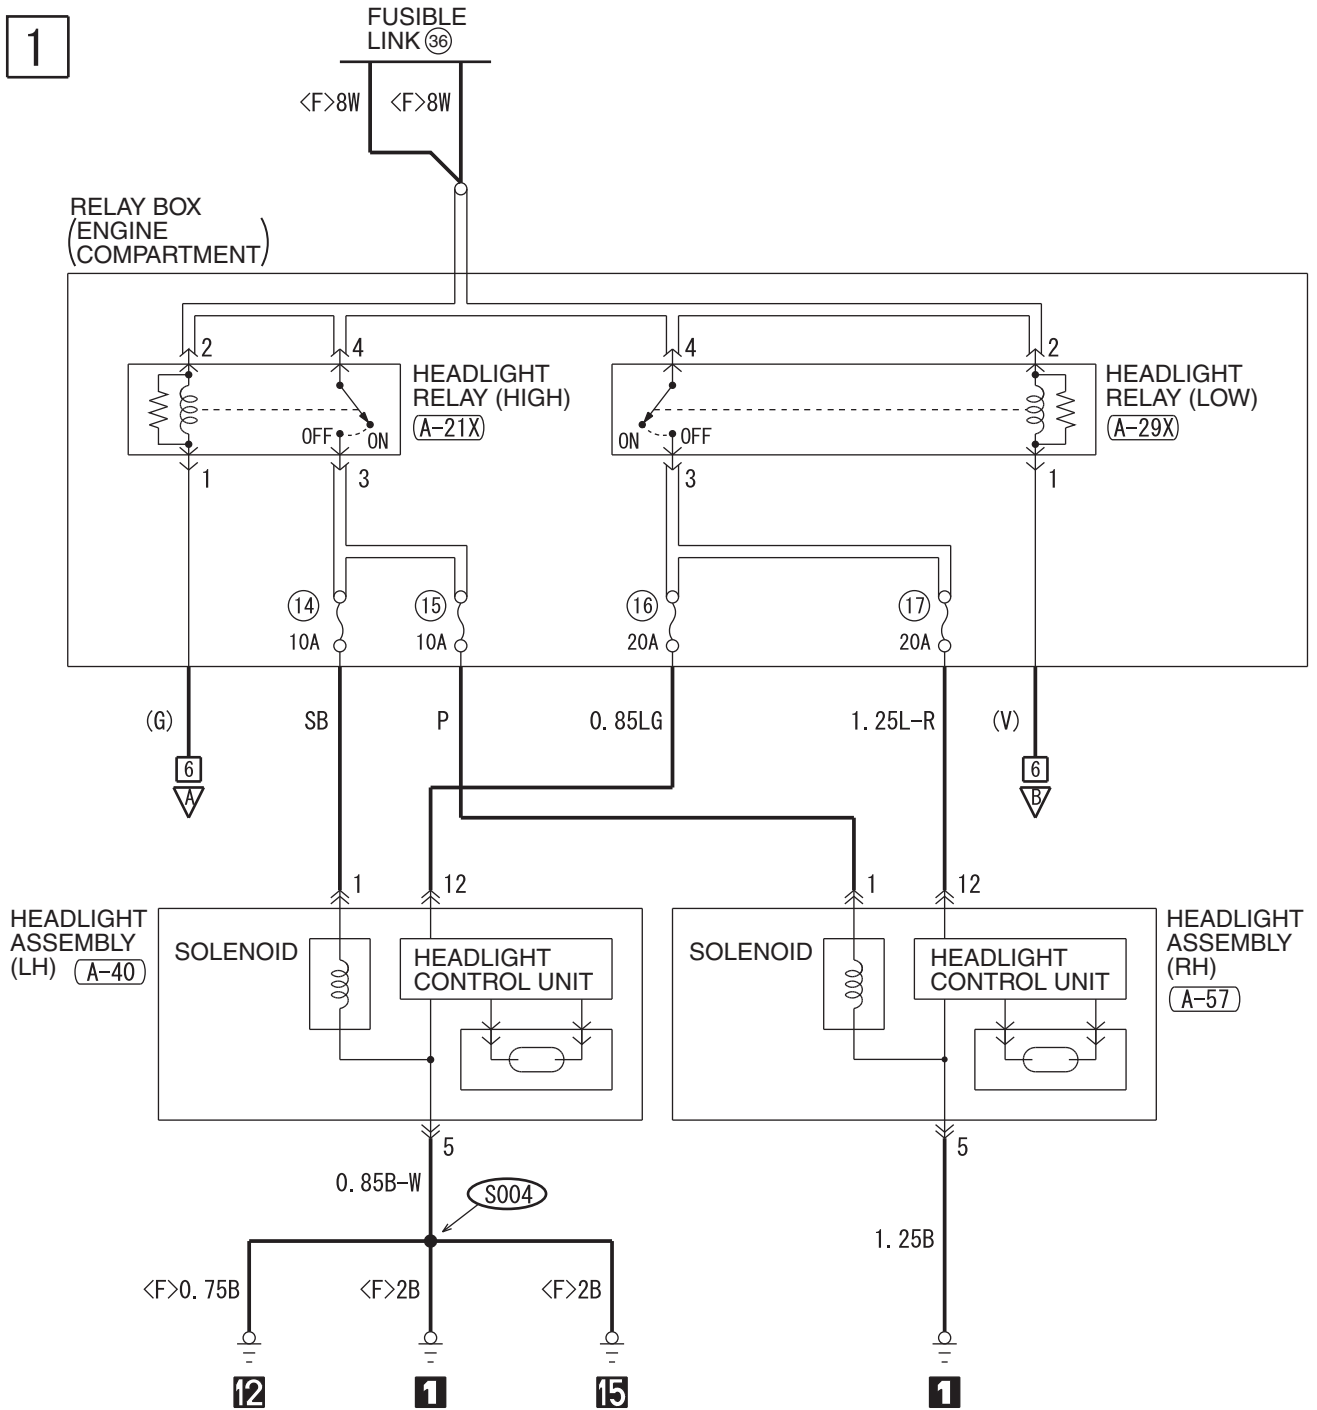 1
FUSIBLE
LINK 36
<F>8W <F>8W
RELAY BOX
(ENGINE
COMPARTMENT)
2 4 4 2
HEADLIGHT
RELAY (HIGH)
A-21X
HEADLIGHT
RELAY (LOW)
A-29X
OFF ON ON OFF
1 3 3 1
14 15 16 17
10A 10A 20A 20A
(G) SB P 0.85LG 1.25L-R (V)
6 6
A B
1 12 1 12
HEADLIGHT
ASSEMBLY
(LH) A-40
SOLENOID
HEADLIGHT
CONTROL UNIT
SOLENOID
HEADLIGHT
CONTROL UNIT
HEADLIGHT
ASSEMBLY
(RH)
A-57
5 5
0.85B-W
S004
1.25B
<F>0.75B <F>2B <F>2B
12 1 15 1